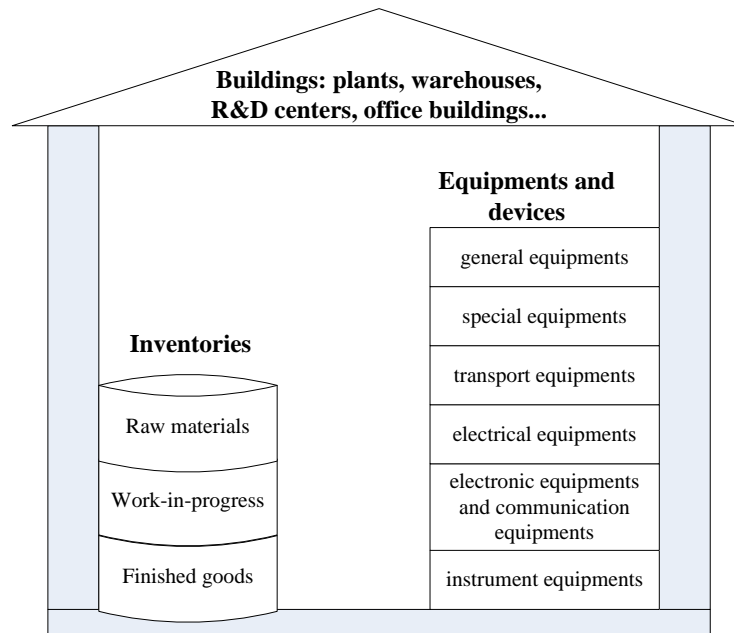 Buildings: plants, warehouses,
R&D centers, office buildings...
Equipments and
devices
general equipments
special equipments
transport equipments
electrical equipments
electronic equipments
and communication
equipments
instrument equipments
Inventories
Raw materials
Work-in-progress
Finished goods